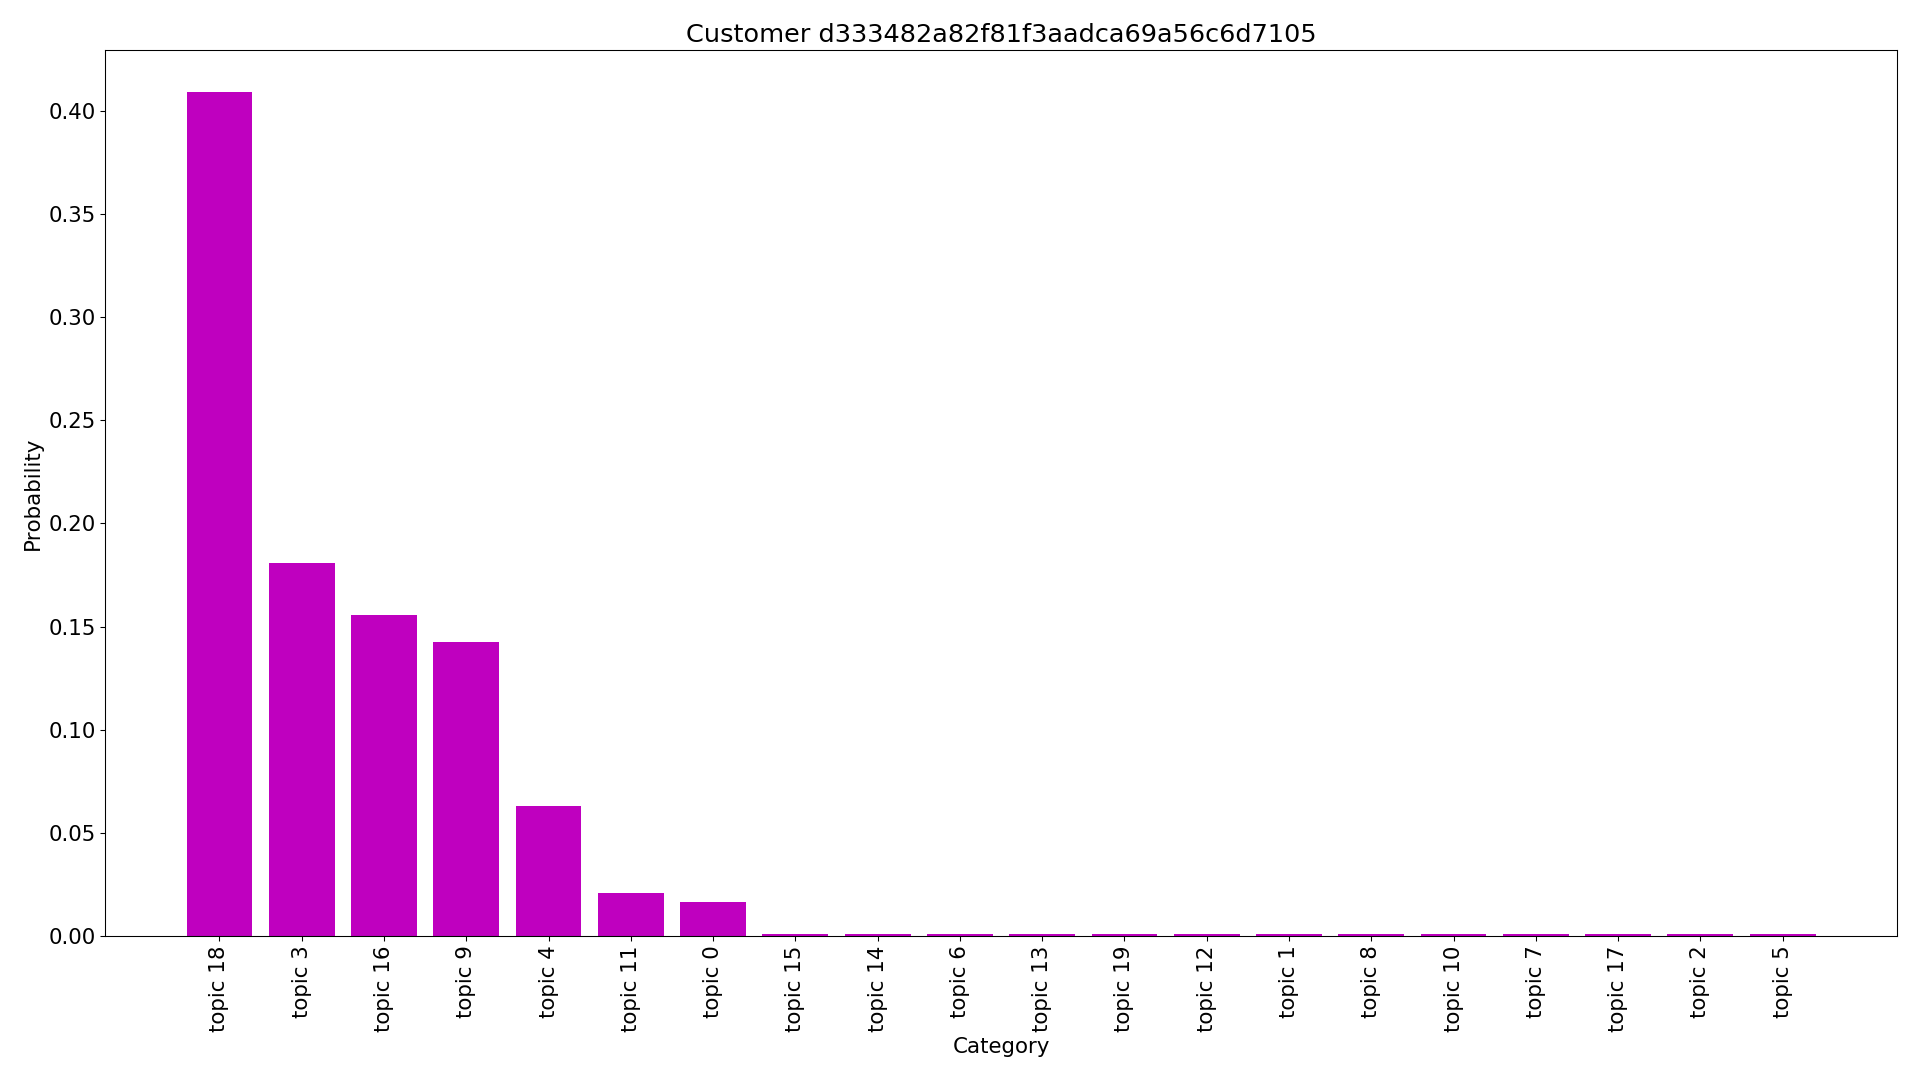 Customer d333482a82f81f3aadca69a56c6d7105
Probability
0.40
0.35
0.30
0.25
0.20
0.15
0.10
0.05
0.00
topic 18
topic 3
topic 16
topic 9
topic 4
topic 11
topic 0
topic 15
topic 14
topic 6
topic 13
topic 19
topic 12
topic 1
topic 8
topic 10
topic 7
topic 17
topic 2
topic 5
Category